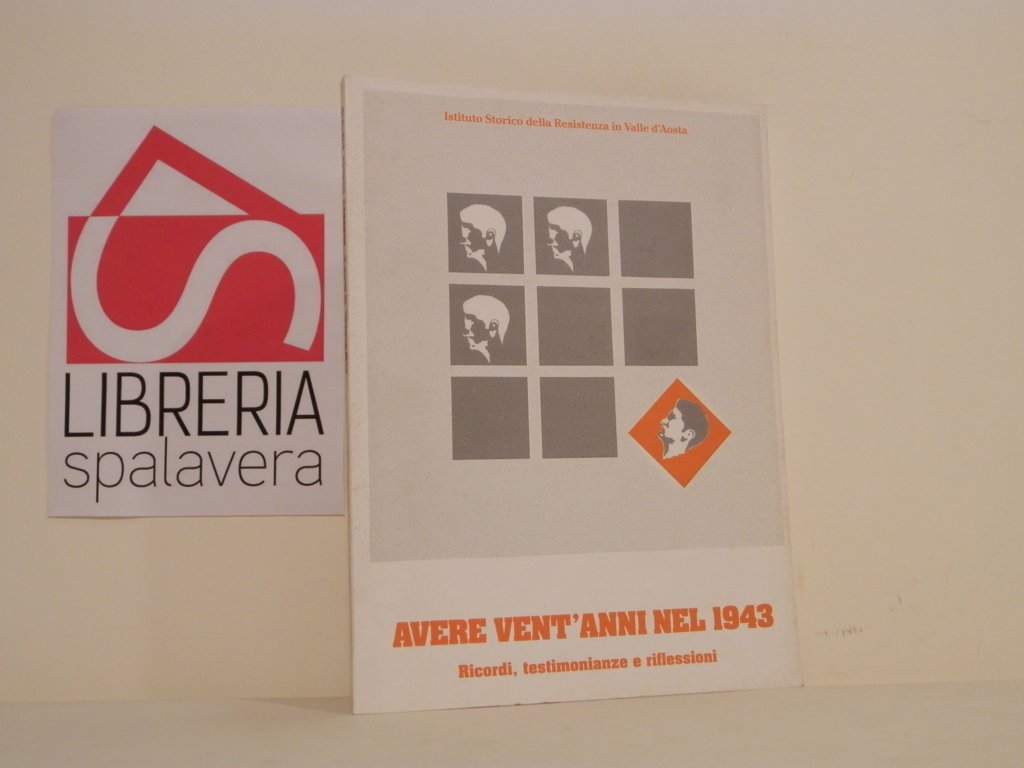 LIBRERIA
spalavera
Istituto Storico della Resistenza in Valle d'Aosta
AVERE VENT'ANNI NEL 1943
Ricordi, testimonianze e riflessioni